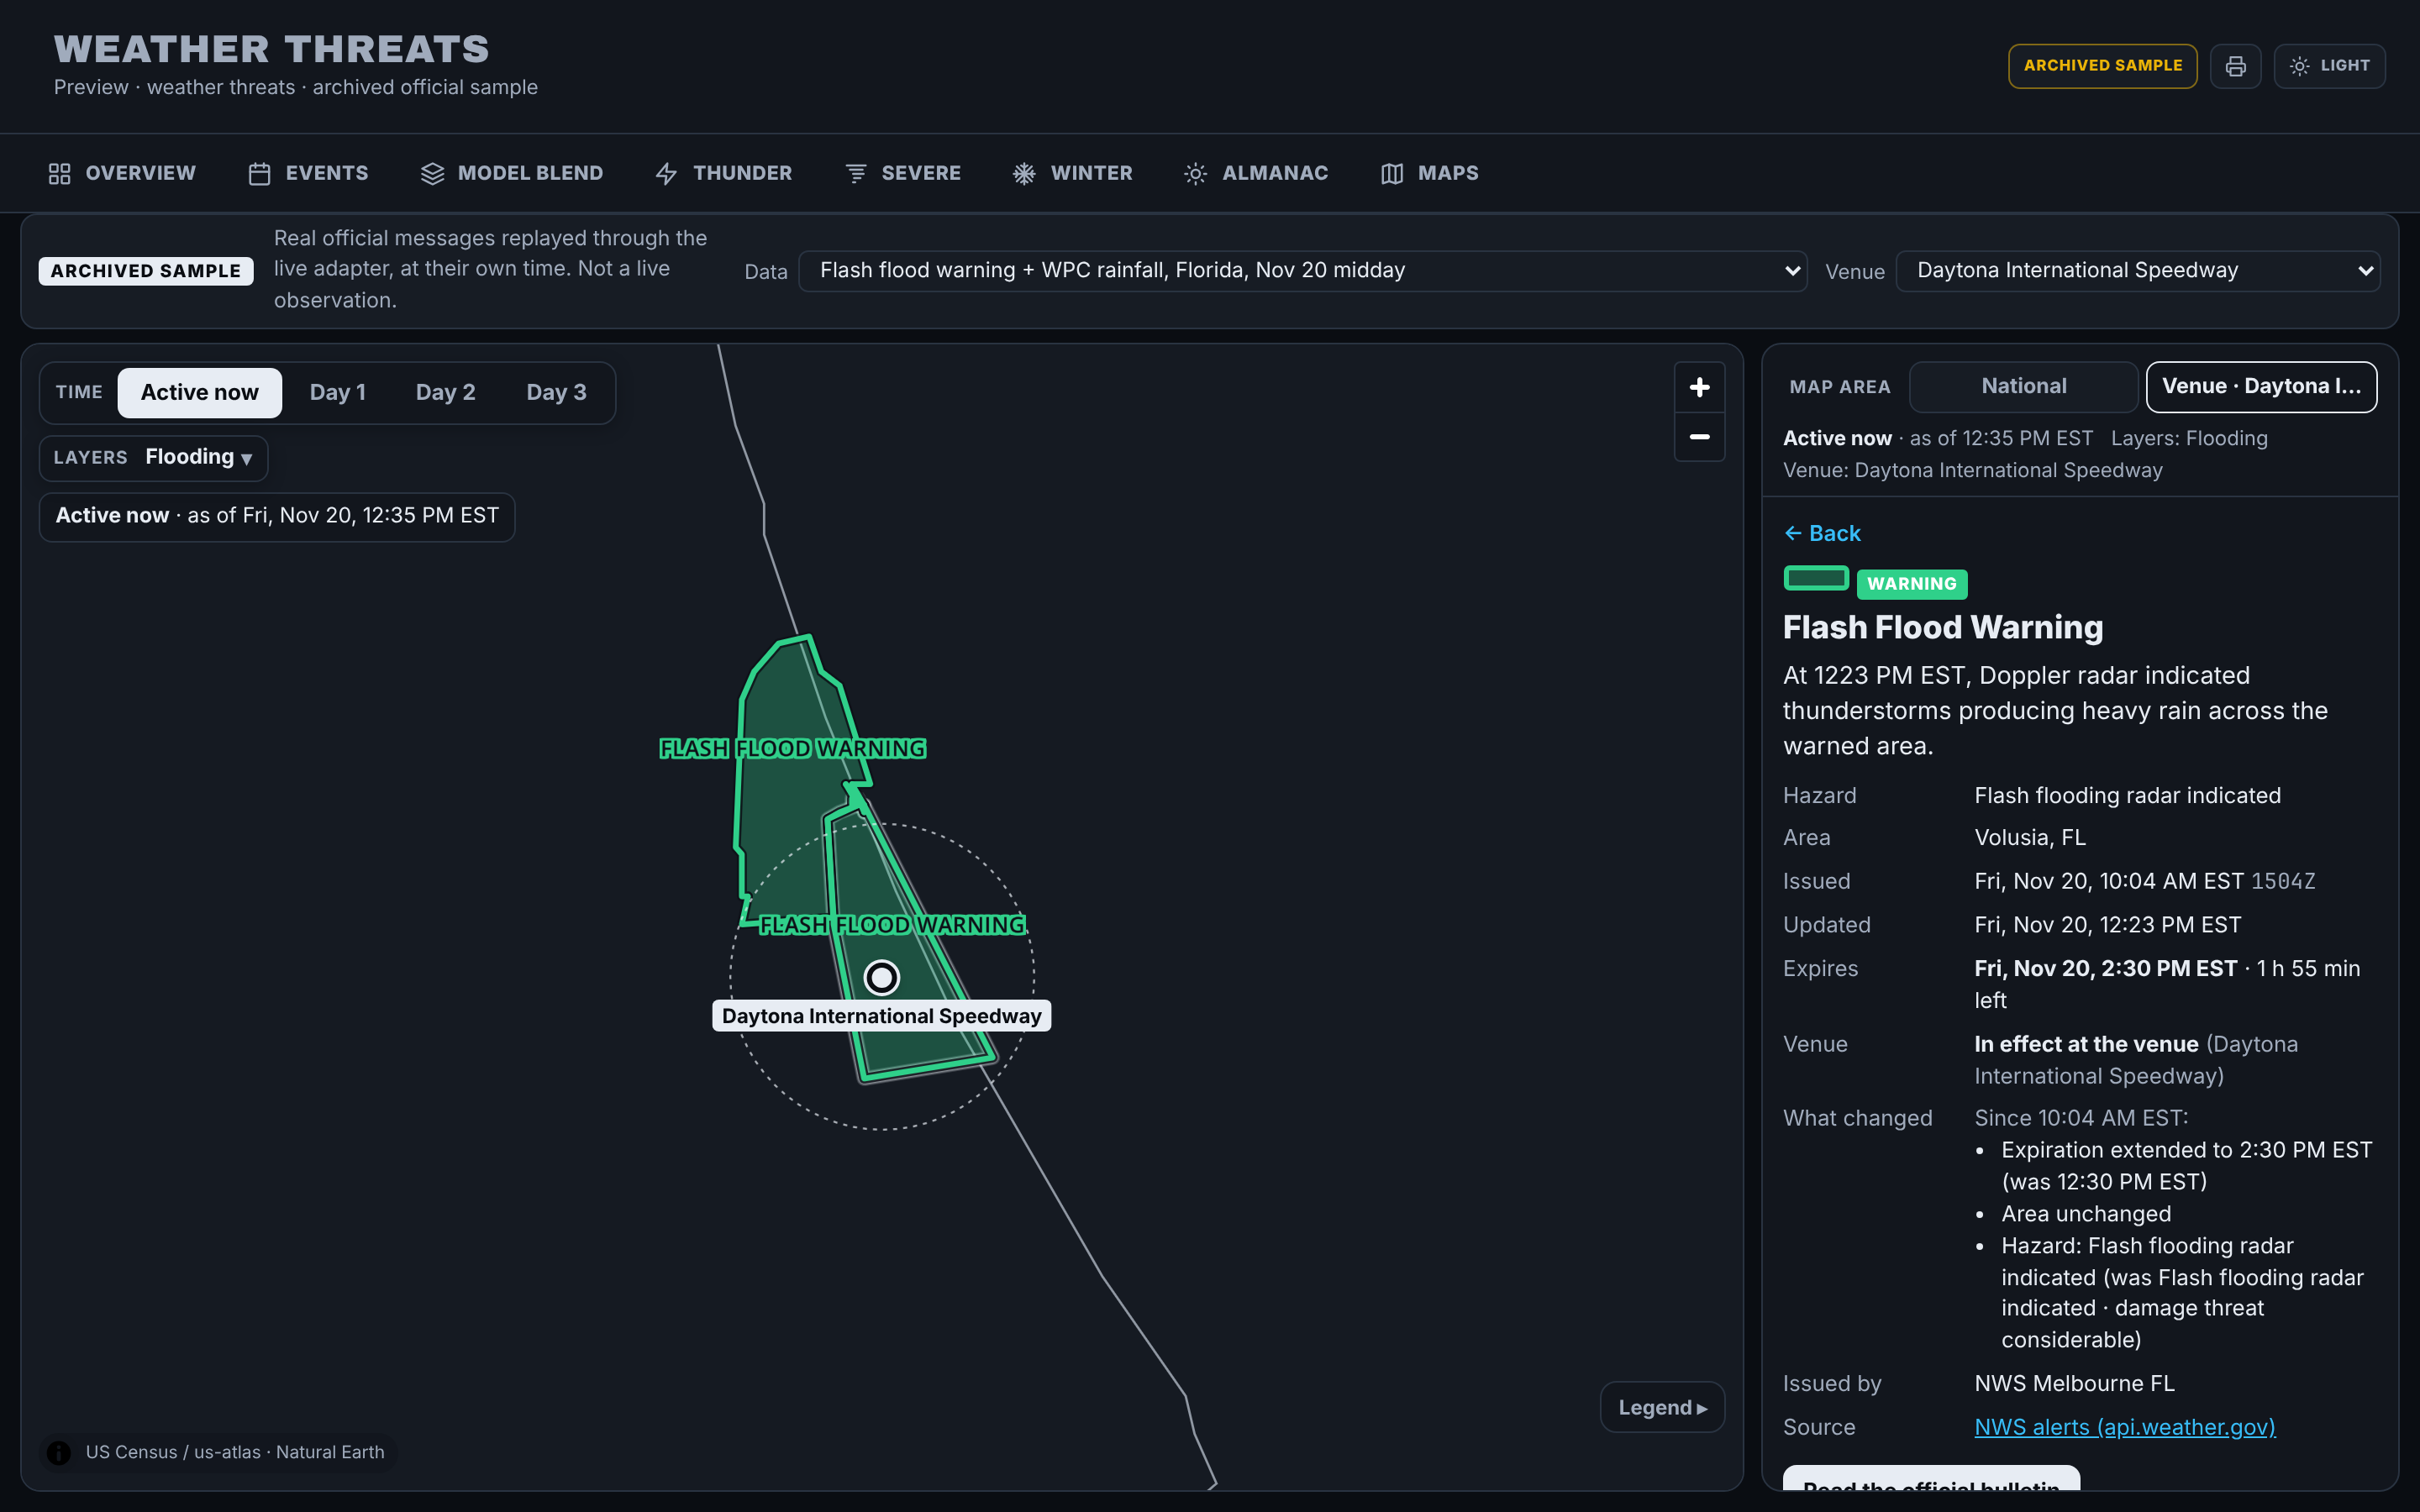 WEATHER THREATS
Preview · weather threats · archived official sample
ARCHIVED SAMPLE
LIGHT
OVERVIEW
EVENTS
MODEL BLEND
THUNDER
SEVERE
WINTER
ALMANAC
MAPS
ARCHIVED SAMPLE
Real official messages replayed through the
live adapter, at their own time. Not a live
observation.
Data
Flash flood warning + WPC rainfall, Florida, Nov 20 midday
Venue
Daytona International Speedway
TIME
Active now
Day 1
Day 2
Day 3
LAYERS Flooding ▾
Active now · as of Fri, Nov 20, 12:35 PM EST
+
−
FLASH FLOOD WARNING
FLASH FLOOD WARNING
Daytona International Speedway
Legend ▸
US Census / us-atlas · Natural Earth
MAP AREA
National
Venue · Daytona I...
Active now · as of 12:35 PM EST Layers: Flooding
Venue: Daytona International Speedway
← Back
WARNING
Flash Flood Warning
At 1223 PM EST, Doppler radar indicated
thunderstorms producing heavy rain across the
warned area.
Hazard Flash flooding radar indicated
Area Volusia, FL
Issued Fri, Nov 20, 10:04 AM EST 1504Z
Updated Fri, Nov 20, 12:23 PM EST
Expires Fri, Nov 20, 2:30 PM EST · 1 h 55 min
left
Venue In effect at the venue (Daytona
International Speedway)
What changed Since 10:04 AM EST:
• Expiration extended to 2:30 PM EST
(was 12:30 PM EST)
• Area unchanged
• Hazard: Flash flooding radar
indicated (was Flash flooding radar
indicated · damage threat
considerable)
Issued by NWS Melbourne FL
Source NWS alerts (api.weather.gov)
Read the official bulletin